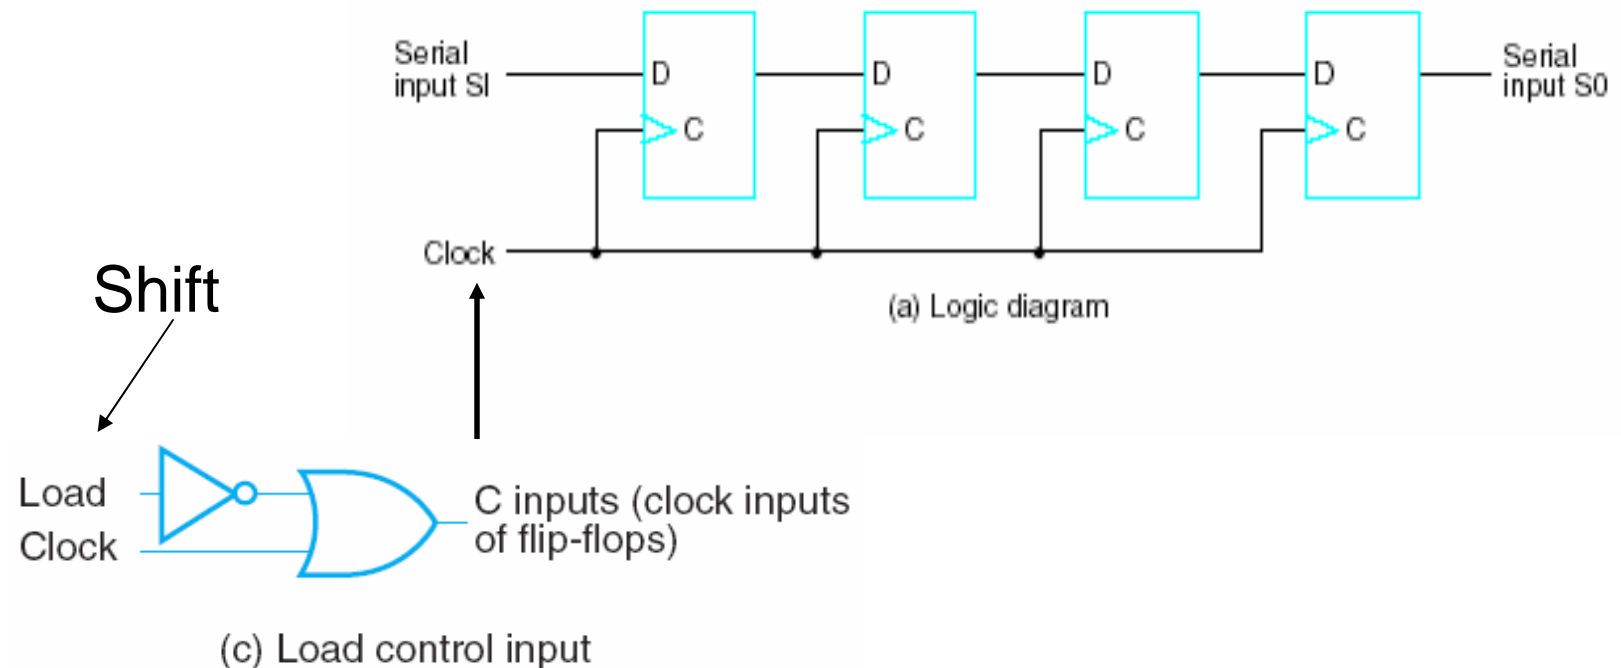 Serial
input SI
D
C
D
C
D
C
D
C
Serial
input S0
Clock
(a) Logic diagram
Shift
Load
Clock
C inputs (clock inputs
of flip-flops)
(c) Load control input